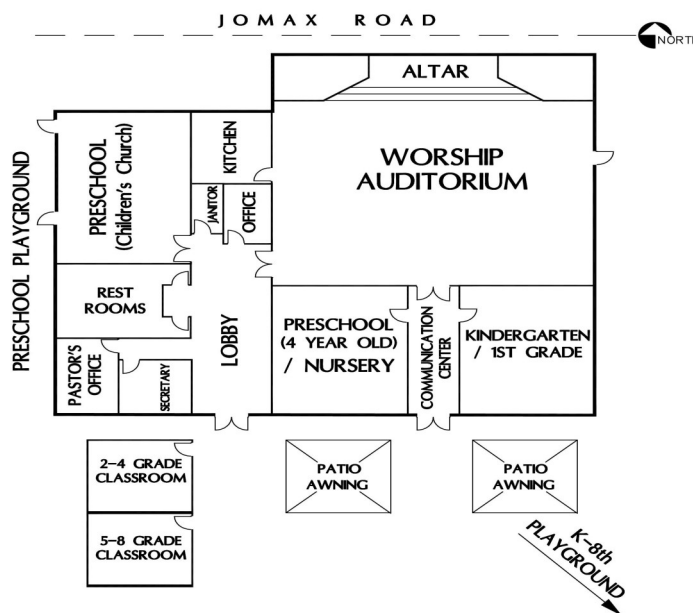 JOMAX ROAD
NORTH
ALTAR
WORSHIP
AUDITORIUM
KITCHEN
PRESCHOOL
(Children's Church)
PRESCHOOL PLAYGROUND
JANITOR
OFFICE
REST
ROOMS
LOBBY
PASTOR'S
OFFICE
SECRETARY
PRESCHOOL
(4 YEAR OLD)
/ NURSERY
COMMUNICATION
CENTER
KINDERGARTEN
/ 1ST GRADE
2-4 GRADE
CLASSROOM
PATIO
AWNING
PATIO
AWNING
5-8 GRADE
CLASSROOM
K-8th
PLAYGROUND